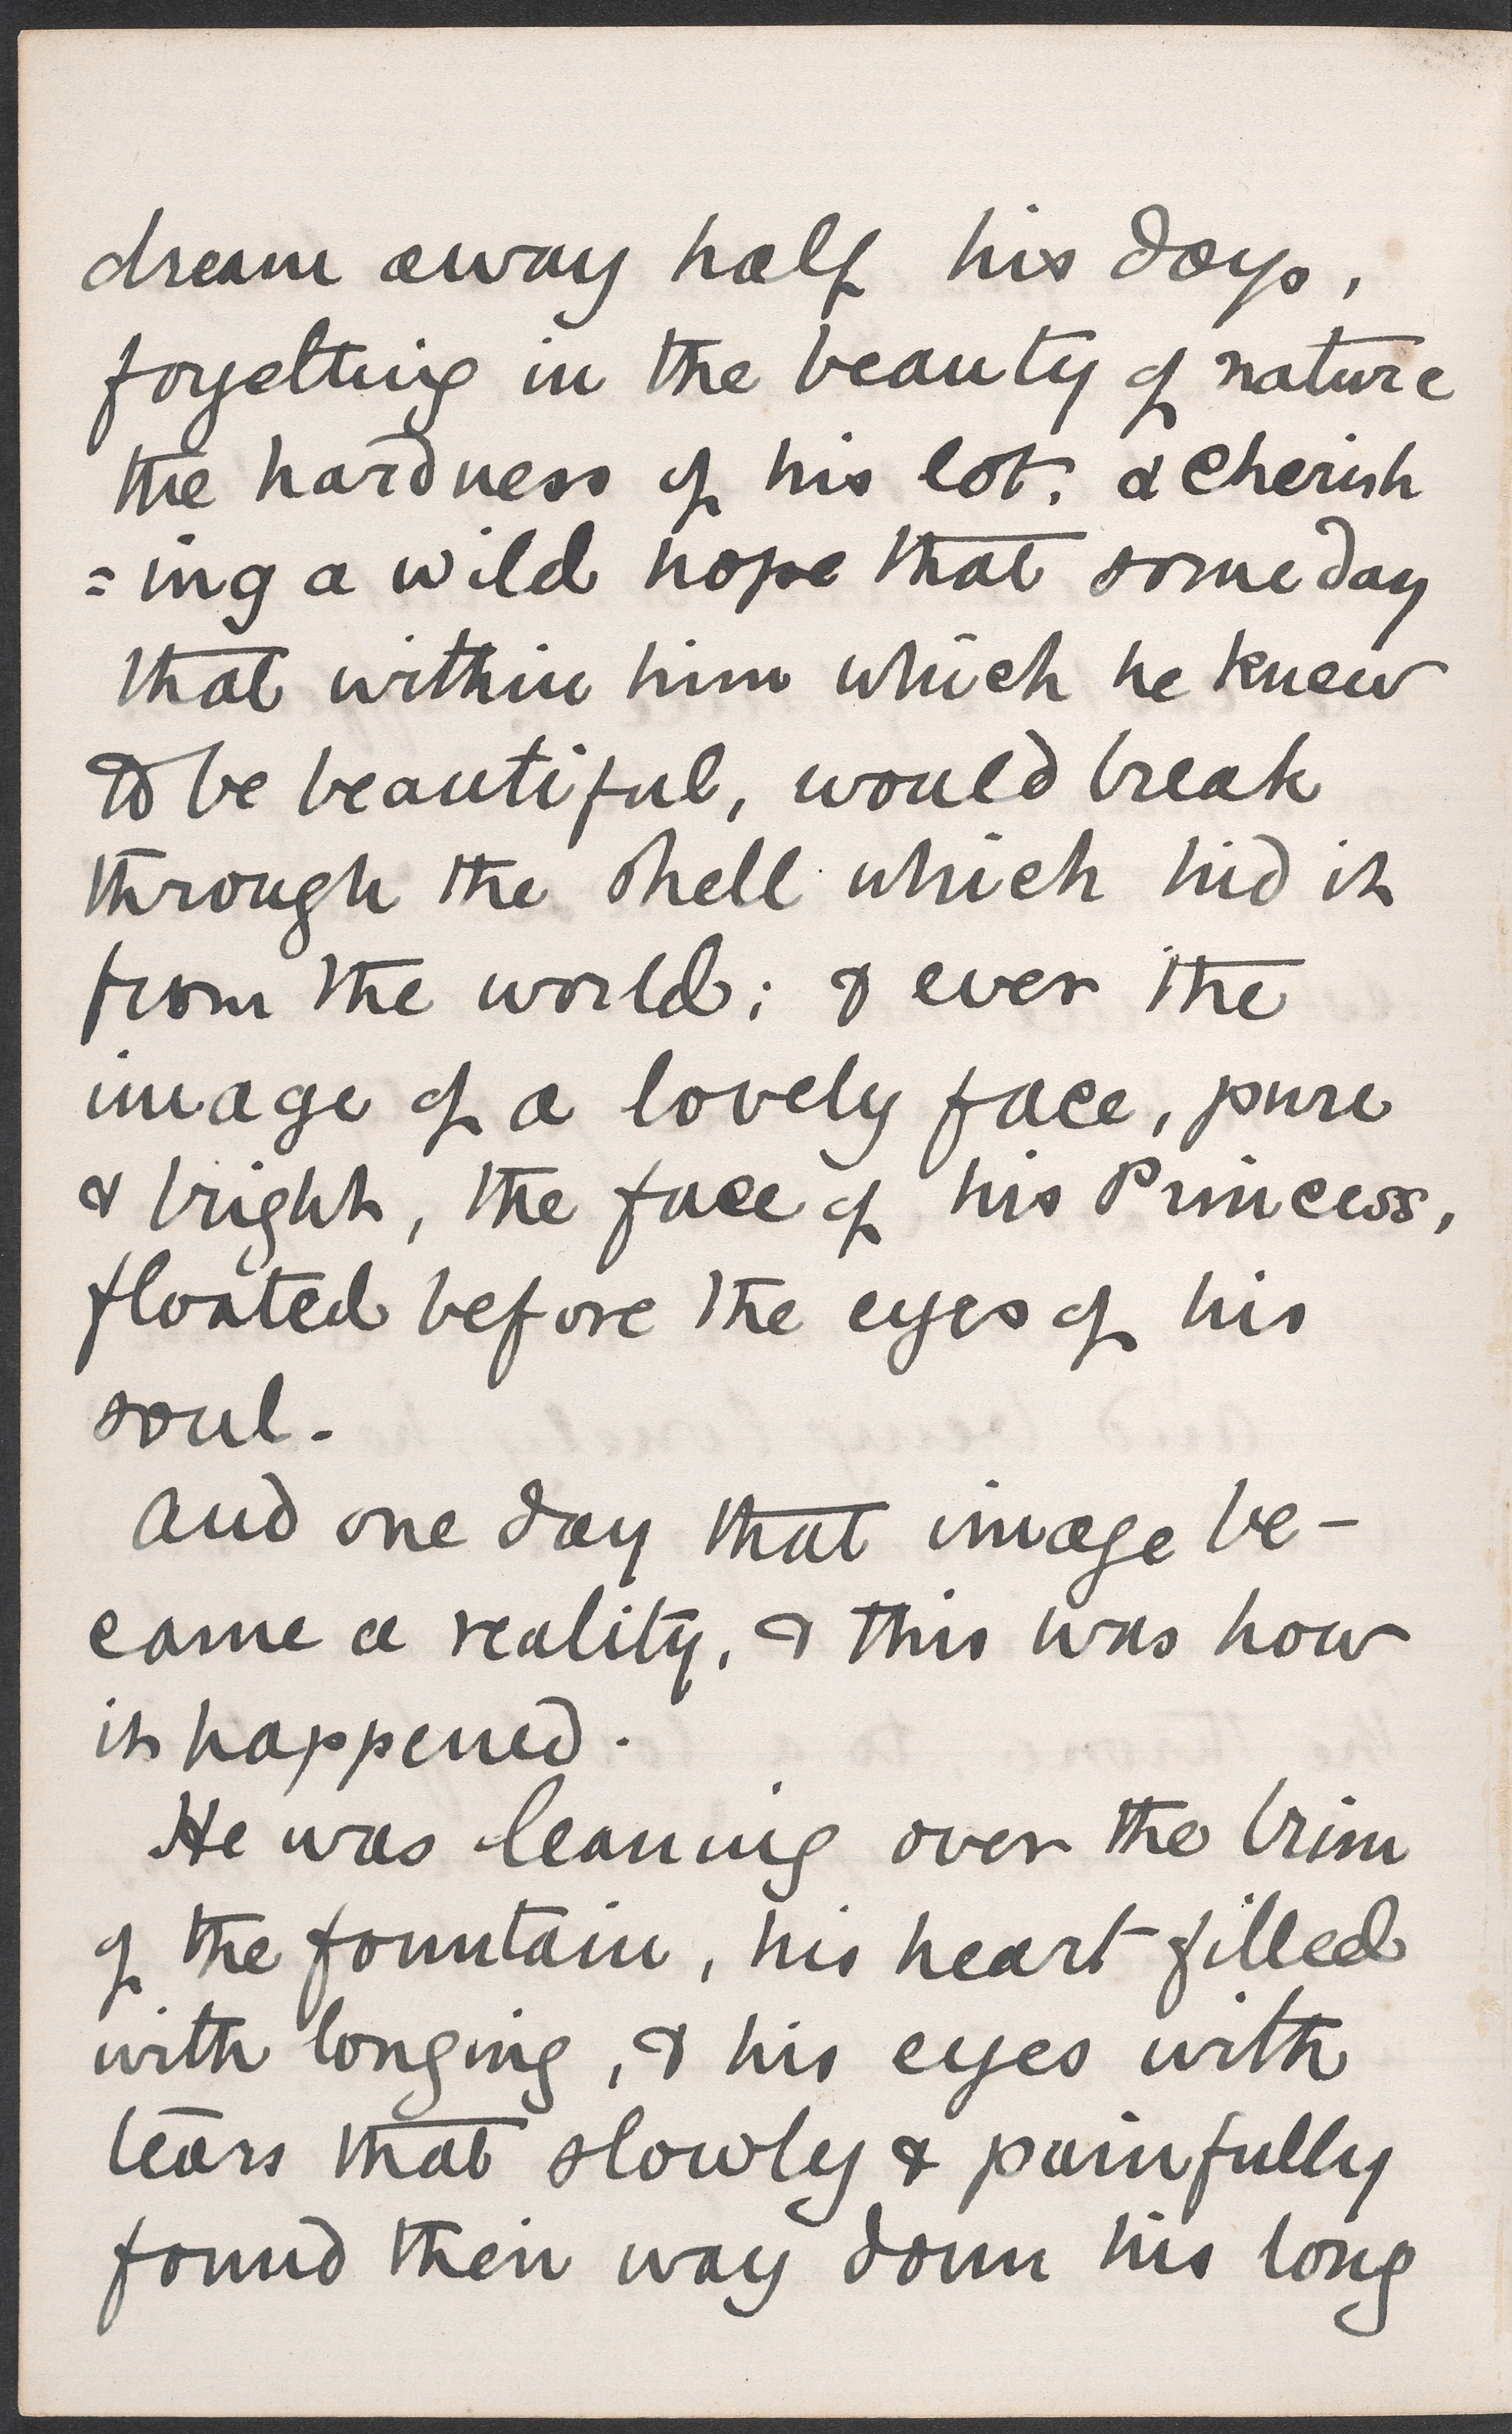 dream away half his days,
forgetting in the beauty of nature
the hardness of his lot. & cherish
=ing a wild hope that some day
that within him which he knew
to be beautiful, would break
through the shell which hid it
from the world; & ever the
image of a lovely face, pure
& bright, the face of his Princess,
floated before the eyes of his
soul.
And one day that image be-
came a reality, & this was how
it happened.
He was leaning over the brim
of the fountain, his heart filled
with longing, & his eyes with
tears that slowly & painfully
found their way down his long